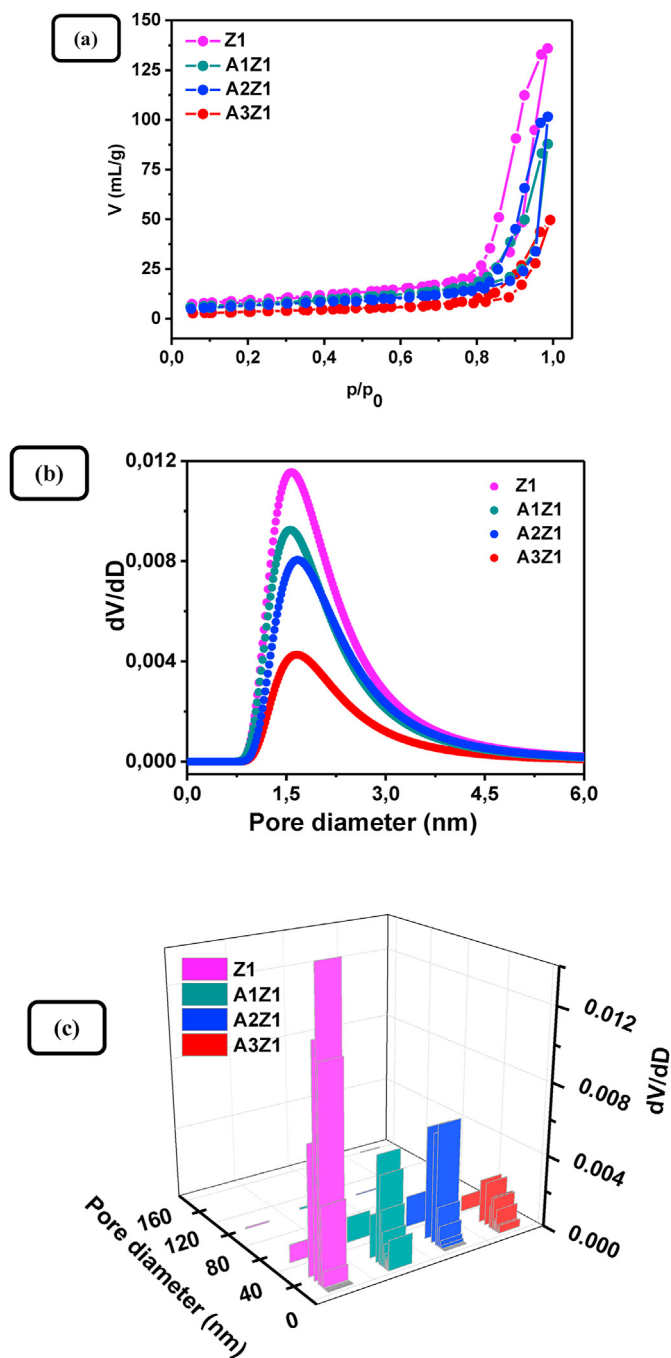 (a)
Z1
A1Z1
A2Z1
A3Z1
V (mL/g)
150
125
100
75
50
25
0
0,0 0,2 0,4 0,6 0,8 1,0
p/p0
(b)
0,012
0,008
0,004
0,000
dV/dD
Z1
A1Z1
A2Z1
A3Z1
0,0 1,5 3,0 4,5 6,0
Pore diameter (nm)
(c)
Z1
A1Z1
A2Z1
A3Z1
0.012
0.008
0.004
0.000
dV/dD
160
120
80
40
0
Pore diameter (nm)